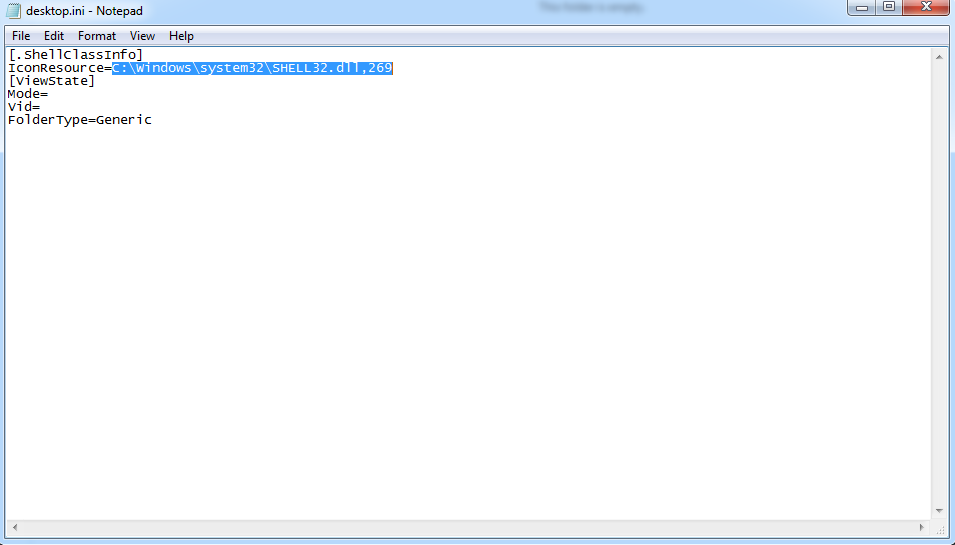 desktop.ini - Notepad
This folder is empty.
File Edit Format View Help
[.ShellClassInfo]
IconResource=C:\Windows\system32\SHELL32.dll,269
[ViewState]
Mode=
Vid=
FolderType=Generic